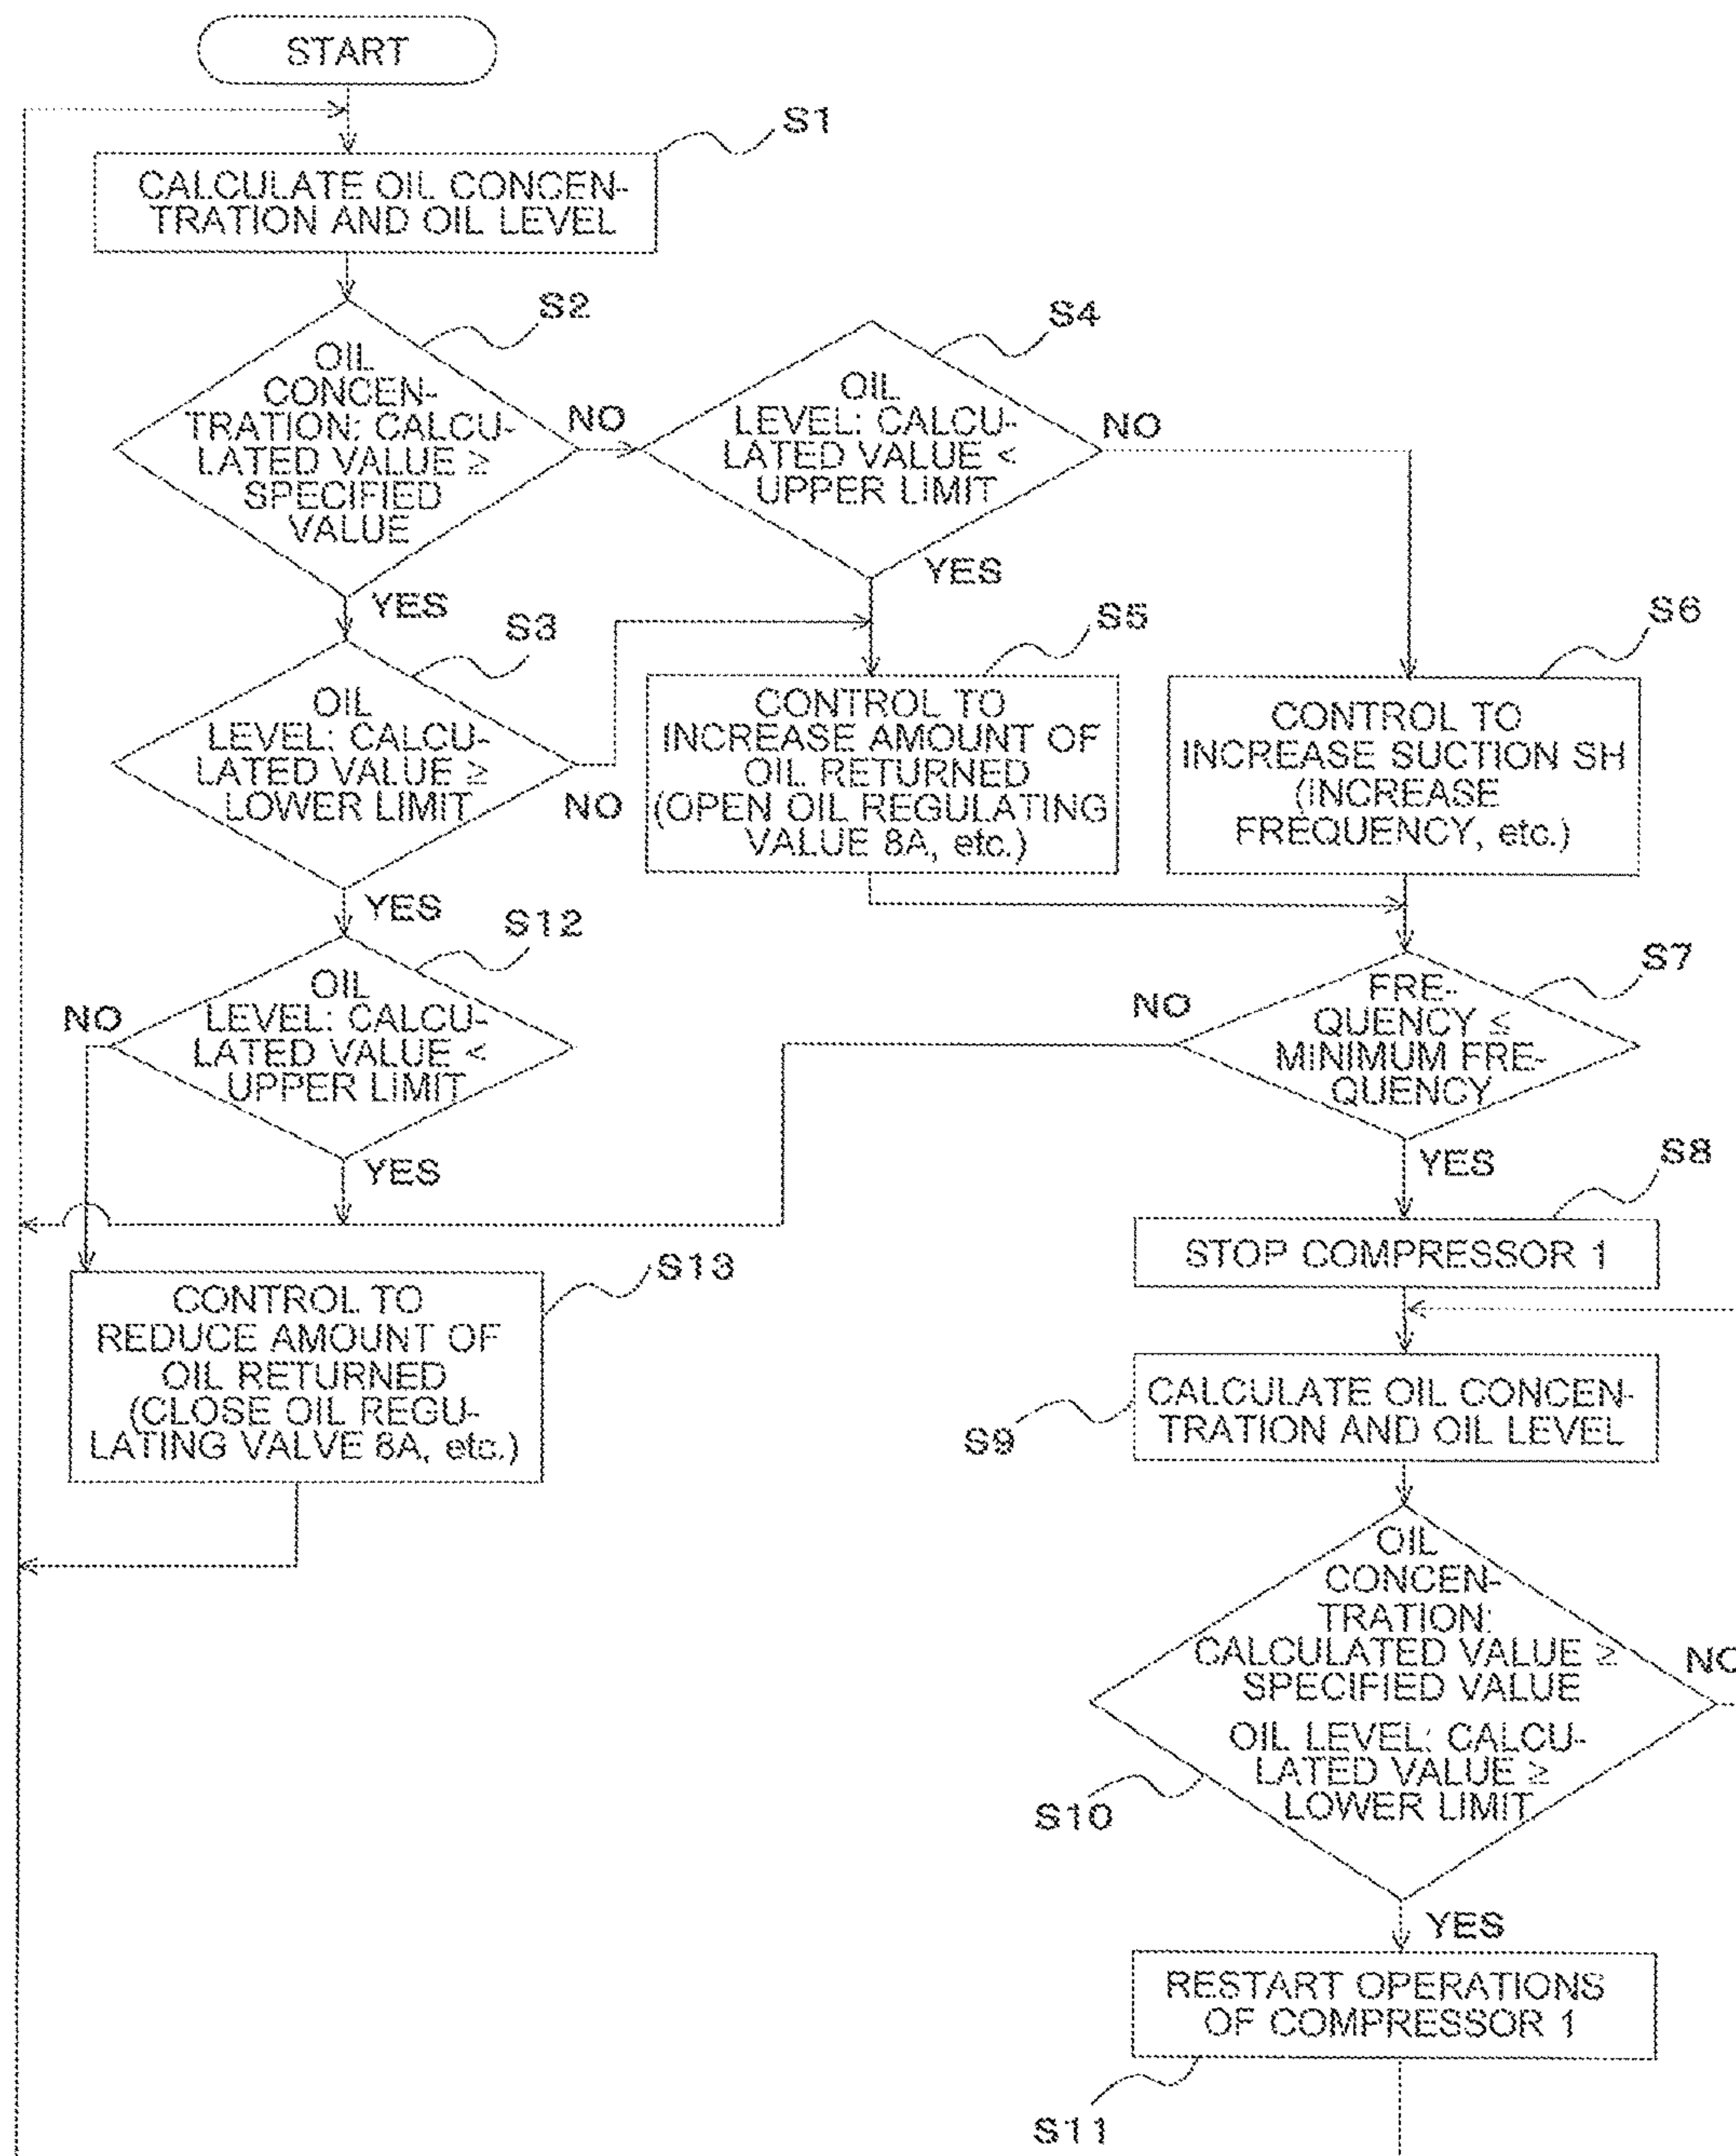 START
S1
CALCULATE OIL CONCEN-
TRATION AND OIL LEVEL
S2
OIL
CONCEN-
TRATION: CALCU-
LATED VALUE ≥
SPECIFIED
VALUE
NO
YES
S4
OIL
LEVEL: CALCU-
LATED VALUE <
UPPER LIMIT
NO
YES
S3
OIL
LEVEL: CALCU-
LATED VALUE ≥
LOWER LIMIT
NO
YES
S5
CONTROL TO
INCREASE AMOUNT OF
OIL RETURNED
(OPEN OIL REGULATING
VALUE 8A, etc.)
S6
CONTROL TO
INCREASE SUCTION SH
(INCREASE
FREQUENCY, etc.)
S12
OIL
LEVEL: CALCU-
LATED VALUE <
UPPER LIMIT
NO
YES
S7
FRE-
QUENCY ≤
MINIMUM FRE-
QUENCY
NO
YES
S8
STOP COMPRESSOR 1
S13
CONTROL TO
REDUCE AMOUNT OF
OIL RETURNED
(CLOSE OIL REGU-
LATING VALVE 8A, etc.)
CALCULATE OIL CONCEN-
TRATION AND OIL LEVEL
S9
OIL
CONCEN-
TRATION:
CALCULATED VALUE ≥
SPECIFIED VALUE
OIL LEVEL: CALCU-
LATED VALUE ≥
LOWER LIMIT
NO
S10
YES
RESTART OPERATIONS
OF COMPRESSOR 1
S11